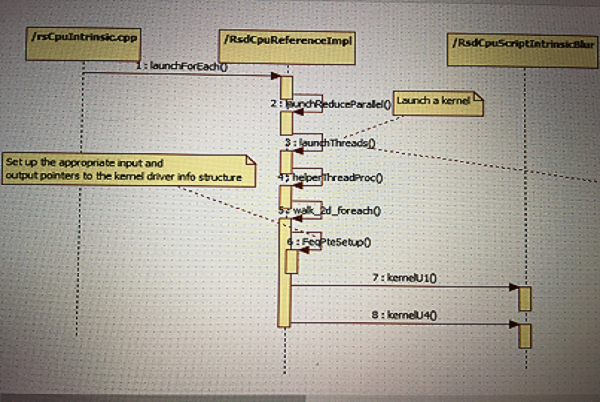 /rsCpuIntrinsic.cpp
/RsdCpuReferenceImpl
/RsdCpuScriptIntrinsicBlur
1 : launchForEach()
2 : launchReduceParallel()
Launch a kernel
3 : launchThreads()
Set up the appropriate input and
output pointers to the kernel driver info structure
4 : helperThreadProc()
5 : walk_2d_foreach()
6 : FepPteSetup()
7 : kernelU1()
8 : kernelU4()